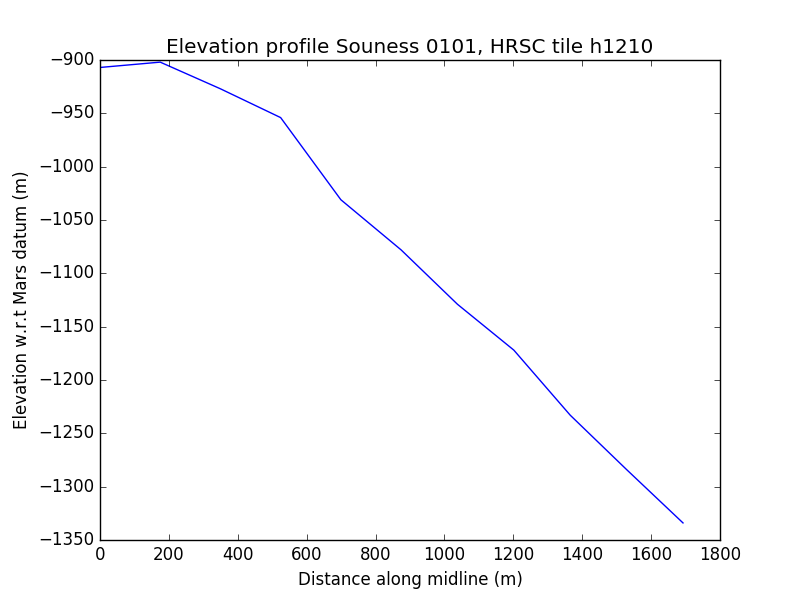 Elevation profile Souness 0101, HRSC tile h1210
−900
−950
−1000
−1050
−1100
−1150
−1200
−1250
−1300
−1350
Elevation w.r.t Mars datum (m)
0 200 400 600 800 1000 1200 1400 1600 1800
Distance along midline (m)